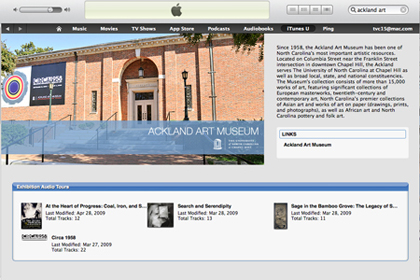 ackland art
Music Movies TV Shows App Store Podcasts Audiobooks iTunes U Ping tvc15@mac.com
Since 1958, the Ackland Art Museum has been one of
North Carolina's most important artistic resources.
Located on Columbia Street near the Franklin Street
intersection in downtown Chapel Hill, the Ackland
serves The University of North Carolina at Chapel Hill as
well as broad local, state, and national constituencies.
The Museum's collection consists of more than 15,000
works of art, featuring significant collections of
European masterworks, twentieth-century and
contemporary art, North Carolina's premier collections
of Asian art and works of art on paper (drawings, prints,
and photographs), as well as African art and North
Carolina pottery and folk art.
CIRCA 1958
ACKLAND ART MUSEUM
LINKS
Ackland Art Museum
Exhibition Audio Tours
At the Heart of Progress: Coal, Iron, and S...
Last Modified: Apr 28, 2009
Total Tracks: 12
Search and Serendipity
Last Modified: Mar 28, 2009
Total Tracks: 13
Sage in the Bamboo Grove: The Legacy of S...
Last Modified: Mar 28, 2009
Total Tracks: 11
CIRCA 1958
Circa 1958
Last Modified: Mar 27, 2009
Total Tracks: 22